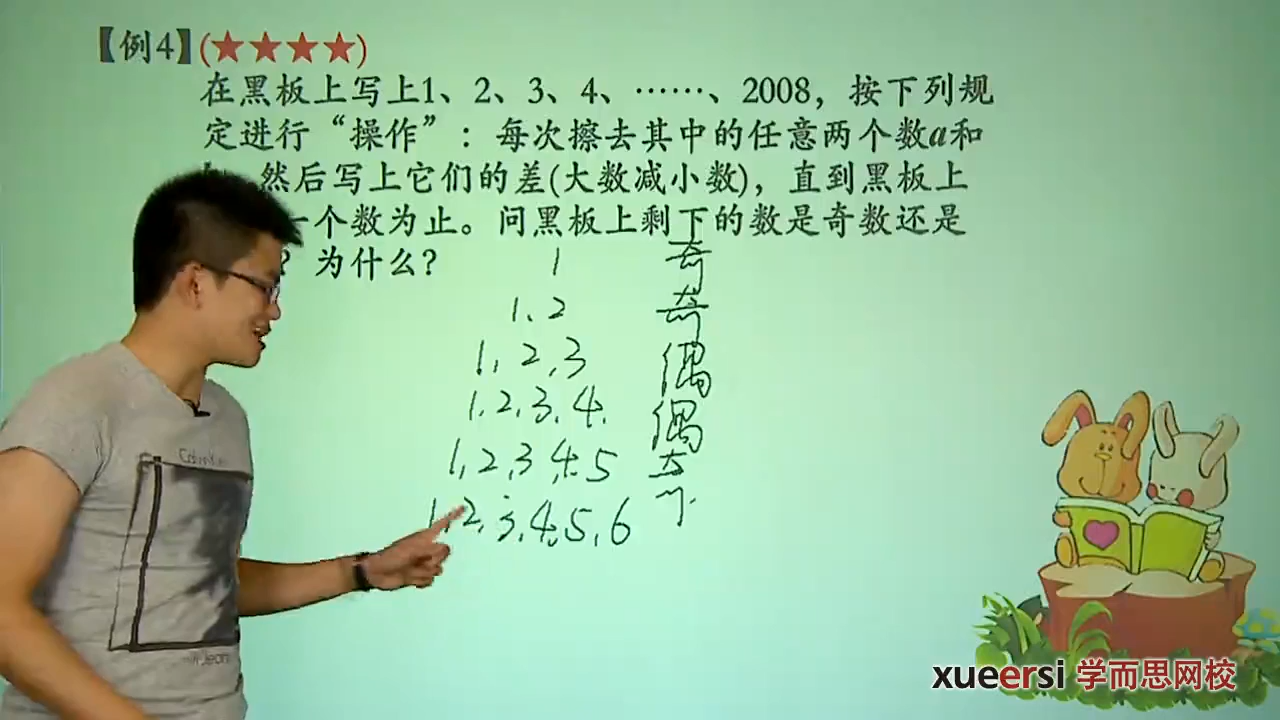 【例4】(★★★★)
在黑板上写上1、2、3、4、……、2008，按下列规
定进行“操作”：每次擦去其中的任意两个数a和
然后写上它们的差(大数减小数)，直到黑板上
一个数为止。问黑板上剩下的数是奇数还是
？为什么？
1 奇
1、2 奇
1,2,3 偶
1,2,3,4. 偶
1,2,3,4,5 奇
1,2,3,4,5,6
xueersi 学而思网校